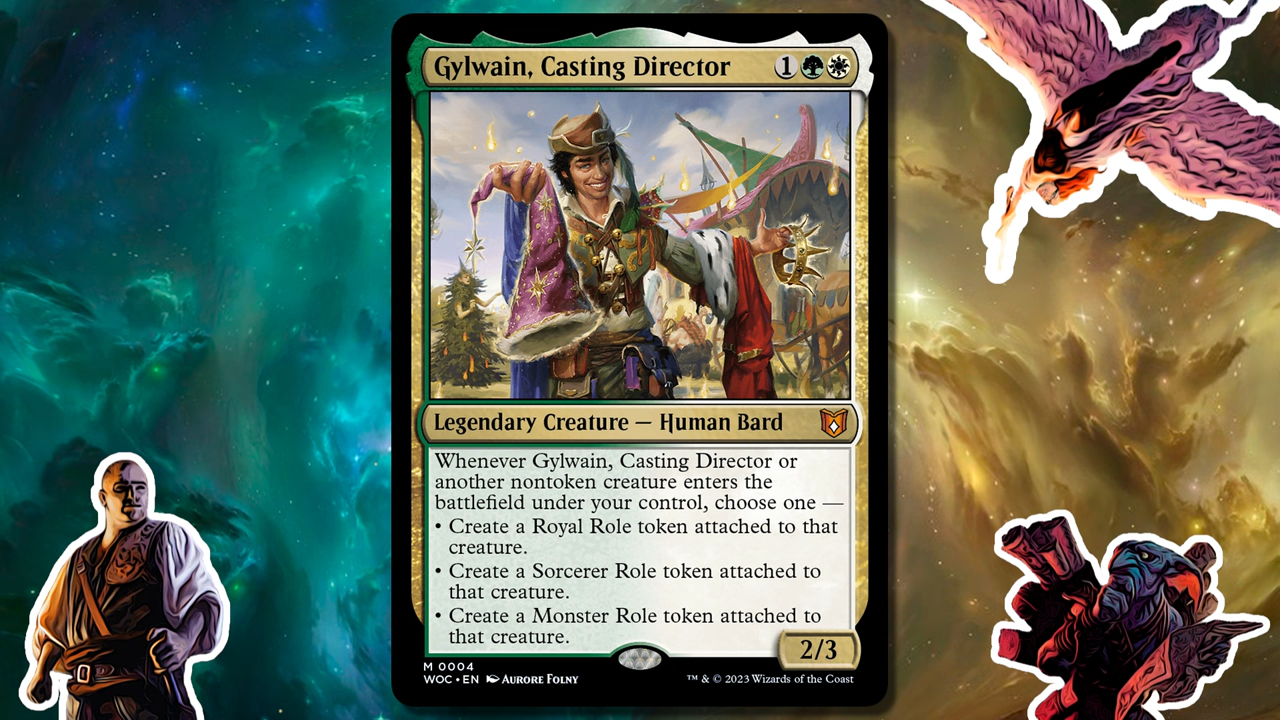 Gylwain, Casting Director 1
Legendary Creature — Human Bard
Whenever Gylwain, Casting Director or
another nontoken creature enters the
battlefield under your control, choose one —
• Create a Royal Role token attached to that
creature.
• Create a Sorcerer Role token attached to
that creature.
• Create a Monster Role token attached to
that creature.
2/3
M 0004
WOC • EN Aurore Folny
™ & © 2023 Wizards of the Coast